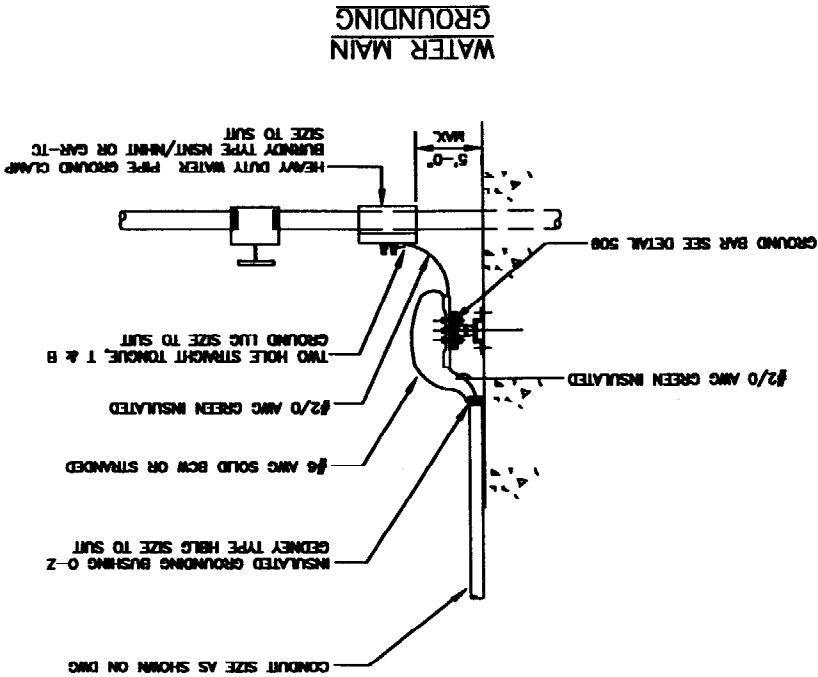 CONDUIT SIZE AS SHOWN ON DWG
INSULATED GROUNDING BUSHING O-Z
GEDNEY TYPE HBLG SIZE TO SUIT
#6 AWG SOLID BCW OR STRANDED
#2/0 AWG GREEN INSULATED
#2/0 AWG GREEN INSULATED
TWO HOLE STRAIGHT TONGUE, T & B
GROUND LUG SIZE TO SUIT
GROUND BAR SEE DETAIL 509
5'-0"
MAX.
HEAVY DUTY WATER PIPE GROUND CLAMP
BURNDY TYPE NSNT/NHNT OR GAR-TC
SIZE TO SUIT
WATER MAIN
GROUNDING